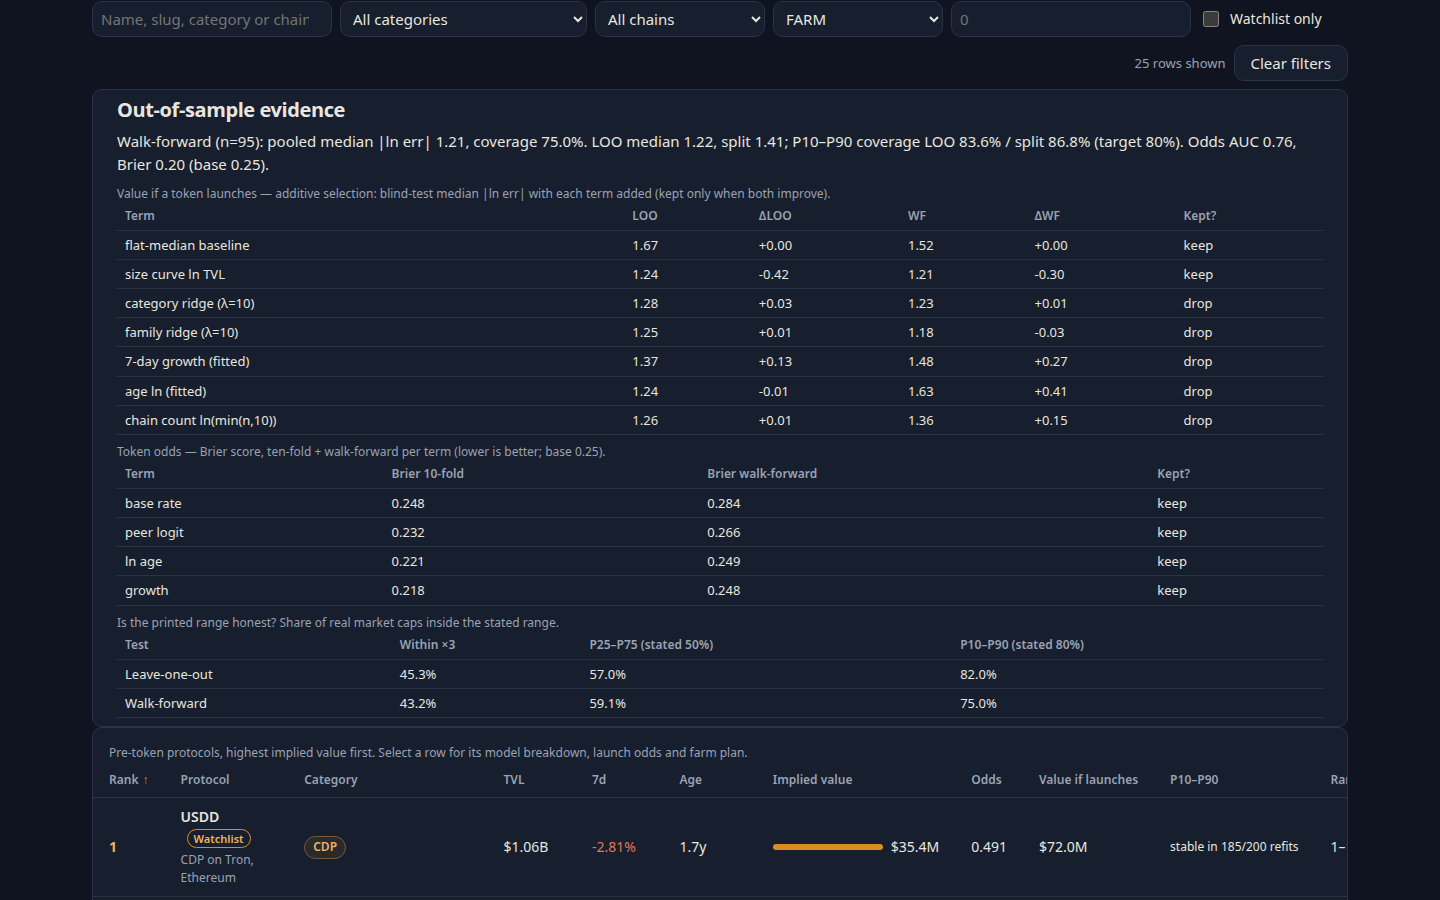 Name, slug, category or chain All categories All chains FARM 0 Watchlist only
25 rows shown Clear filters
Out-of-sample evidence
Walk-forward (n=95): pooled median |ln err| 1.21, coverage 75.0%. LOO median 1.22, split 1.41; P10–P90 coverage LOO 83.6% / split 86.8% (target 80%). Odds AUC 0.76,
Brier 0.20 (base 0.25).
Value if a token launches — additive selection: blind-test median |ln err| with each term added (kept only when both improve).
Term LOO ΔLOO WF ΔWF Kept?
flat-median baseline 1.67 +0.00 1.52 +0.00 keep
size curve ln TVL 1.24 -0.42 1.21 -0.30 keep
category ridge (λ=10) 1.28 +0.03 1.23 +0.01 drop
family ridge (λ=10) 1.25 +0.01 1.18 -0.03 drop
7-day growth (fitted) 1.37 +0.13 1.48 +0.27 drop
age ln (fitted) 1.24 -0.01 1.63 +0.41 drop
chain count ln(min(n,10)) 1.26 +0.01 1.36 +0.15 drop
Token odds — Brier score, ten-fold + walk-forward per term (lower is better; base 0.25).
Term Brier 10-fold Brier walk-forward Kept?
base rate 0.248 0.284 keep
peer logit 0.232 0.266 keep
ln age 0.221 0.249 keep
growth 0.218 0.248 keep
Is the printed range honest? Share of real market caps inside the stated range.
Test Within ×3 P25–P75 (stated 50%) P10–P90 (stated 80%)
Leave-one-out 45.3% 57.0% 82.0%
Walk-forward 43.2% 59.1% 75.0%
Pre-token protocols, highest implied value first. Select a row for its model breakdown, launch odds and farm plan.
Rank ↑ Protocol Category TVL 7d Age Implied value Odds Value if launches P10–P90
USDD
Watchlist
1 CDP $1.06B -2.81% 1.7y $35.4M 0.491 $72.0M stable in 185/200 refits 1–
CDP on Tron,
Ethereum